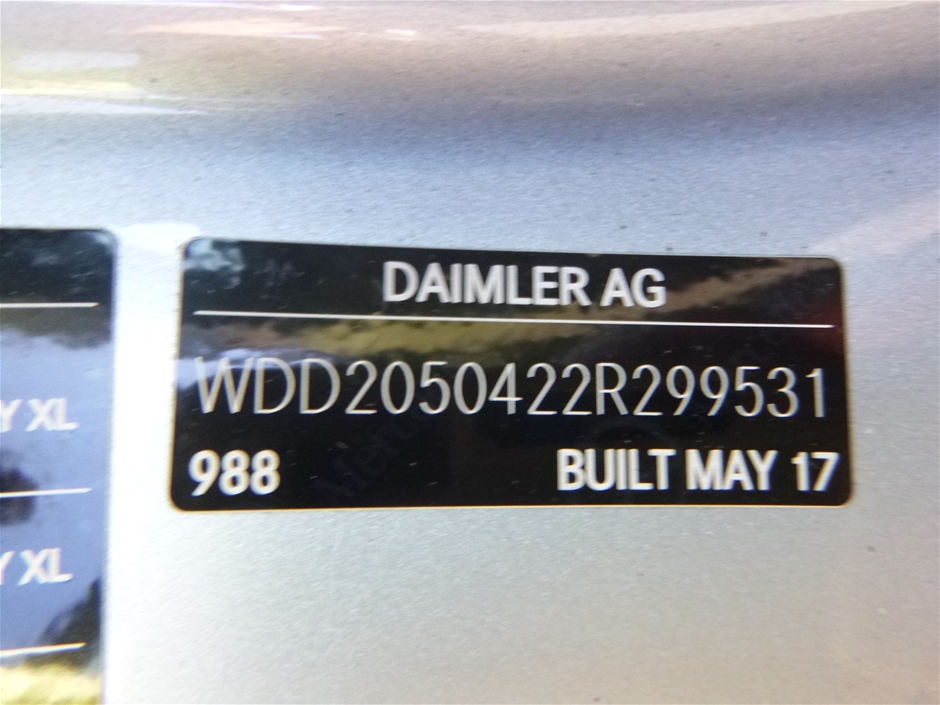 DAIMLER AG
WDD2050422R299531
988 BUILT MAY 17
Y XL
Y XL